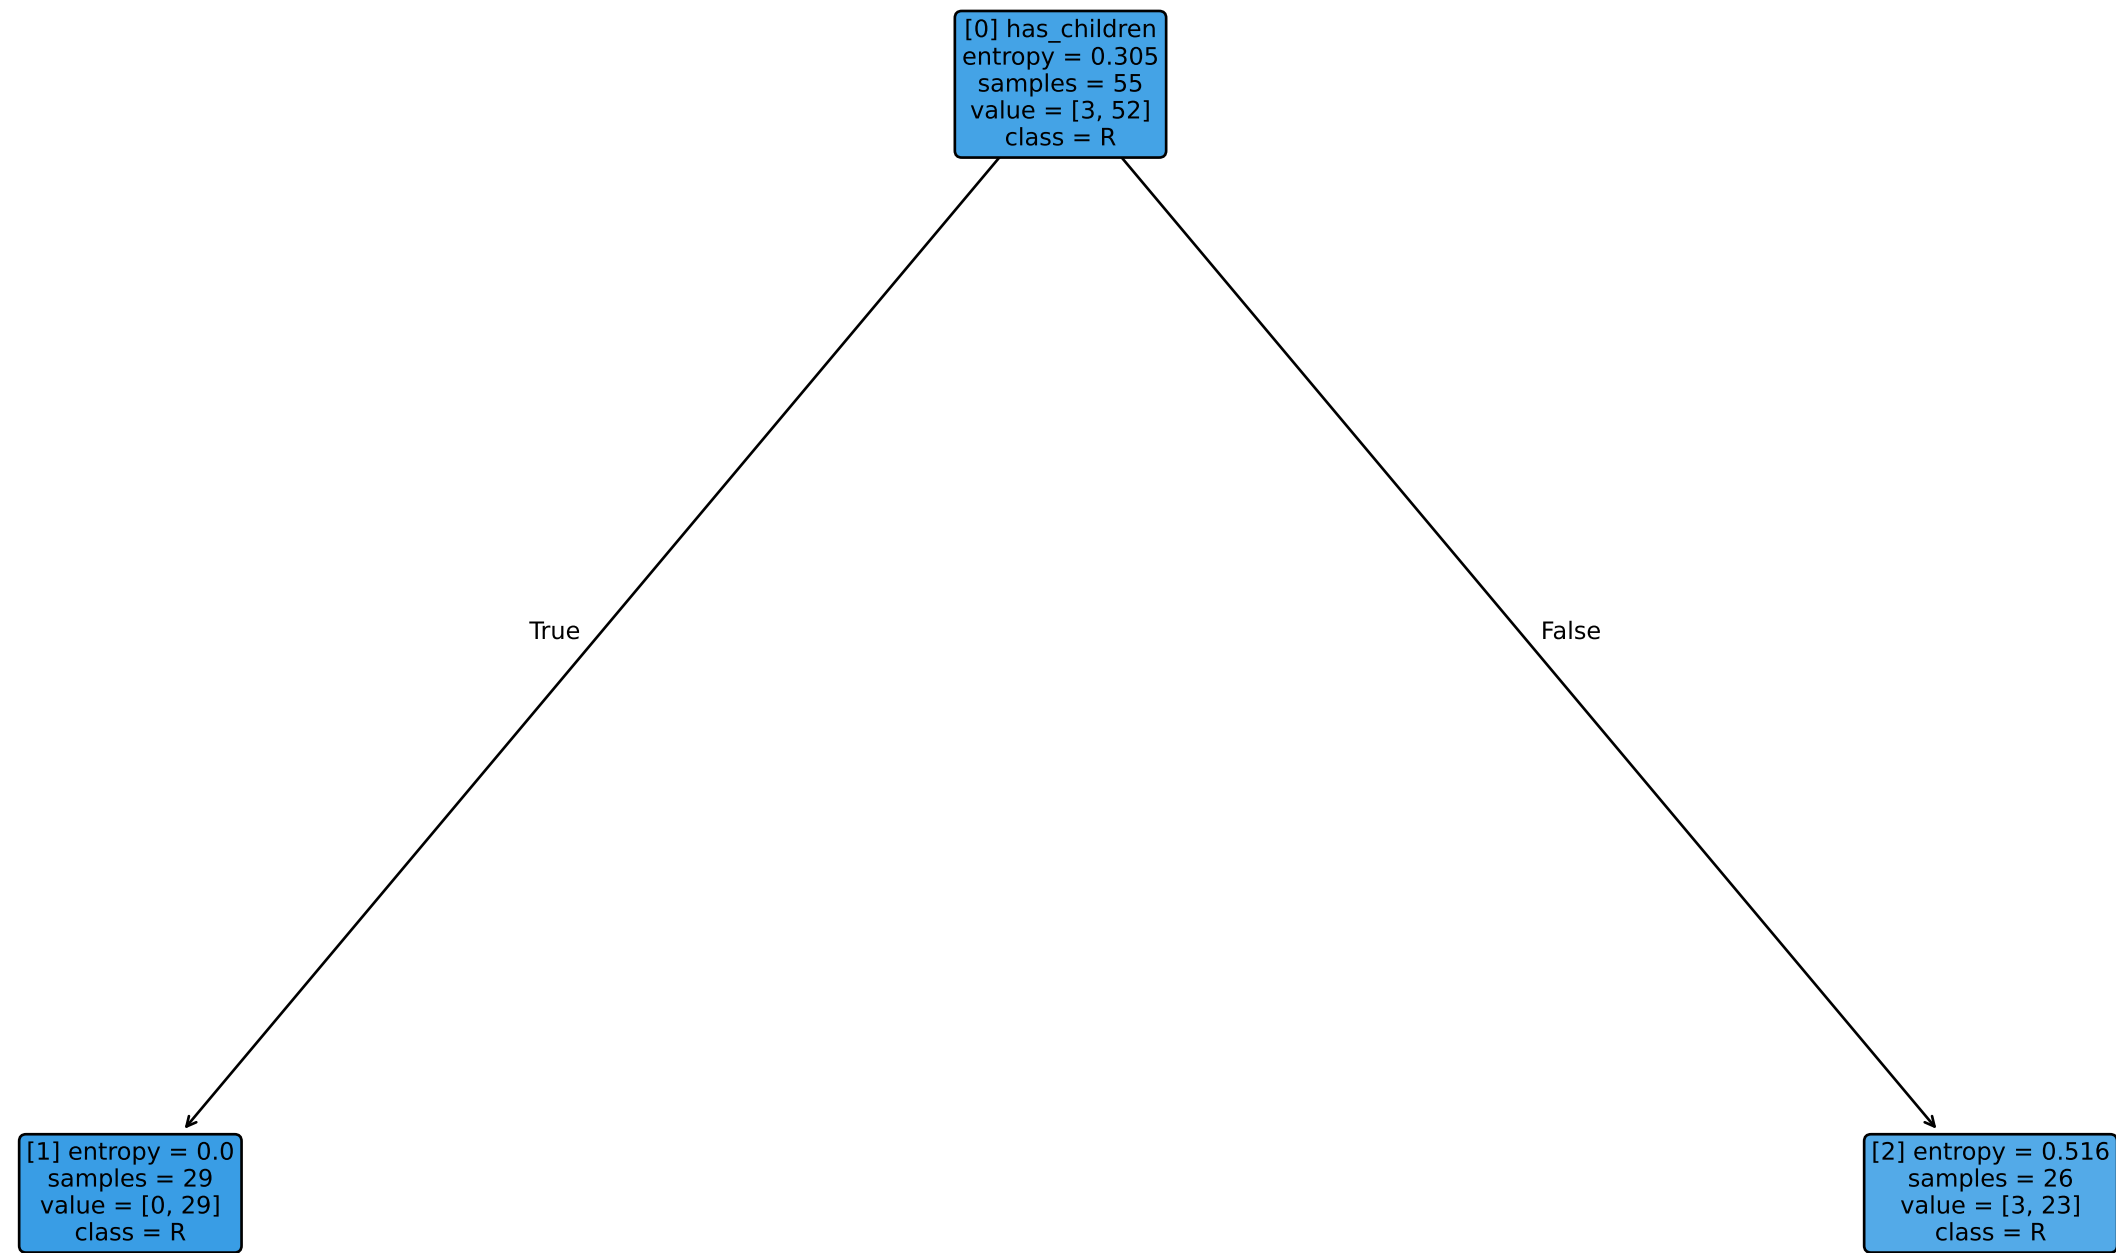 [0] has_children
entropy = 0.305
samples = 55
value = [3, 52]
class = R
True
False
[1] entropy = 0.0
samples = 29
value = [0, 29]
class = R
[2] entropy = 0.516
samples = 26
value = [3, 23]
class = R